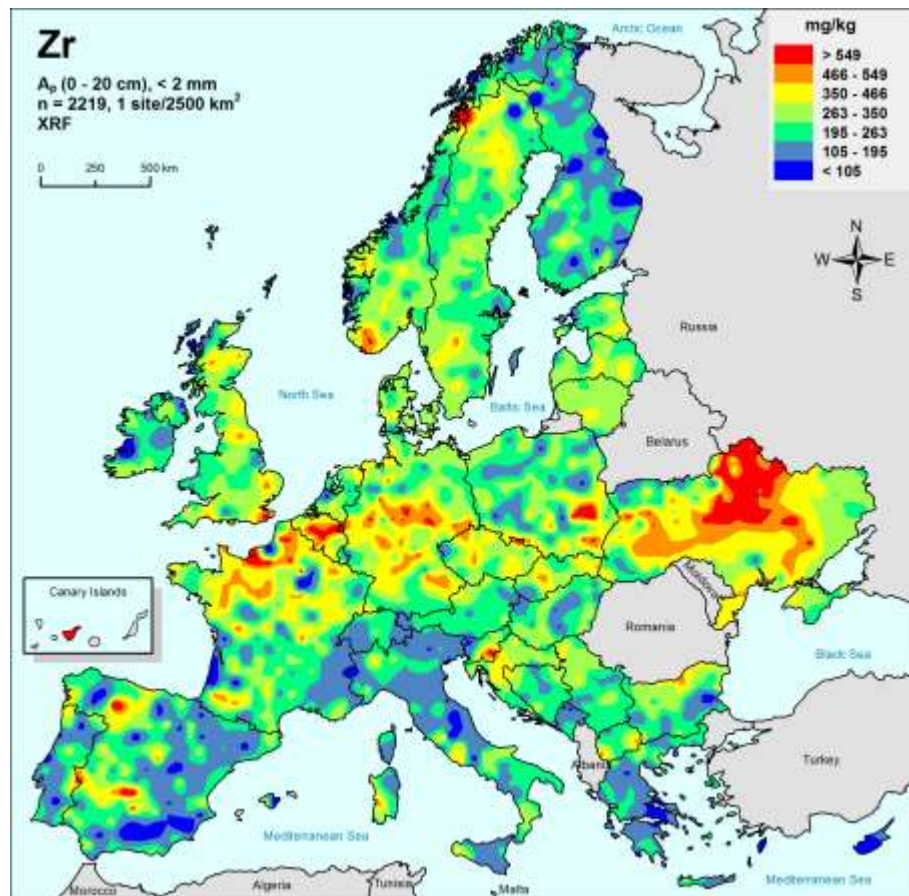 Zr
Aₚ (0 - 20 cm), < 2 mm
n = 2219, 1 site/2500 km²
XRF
0 250 500 km
mg/kg
> 549
466 - 549
350 - 466
263 - 350
195 - 263
105 - 195
< 105
Arctic Ocean
N
W E
S
Russia
North Sea
Baltic Sea
Belarus
Canary Islands
Moldova
Romania
Black Sea
Albania
Turkey
Mediterranean Sea
Mediterranean Sea
Morocco
Algeria
Tunisia
Malta